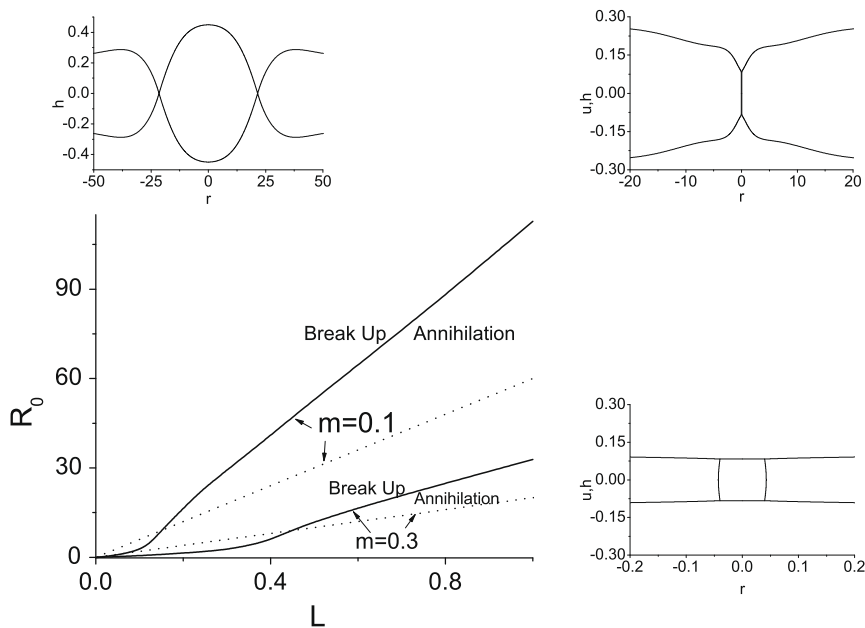 h
0.4
0.2
0.0
-0.2
-0.4
-50 -25 0 25 50
r
u,h
0.30
0.15
0.00
-0.15
-0.30
-20 -10 0 10 20
r
R0
90
60
30
0
Break Up Annihilation
m=0.1
Break Up
Annihilation
m=0.3
0.0 0.4 0.8
L
u,h
0.30
0.15
0.00
-0.15
-0.30
-0.2 -0.1 0.0 0.1 0.2
r